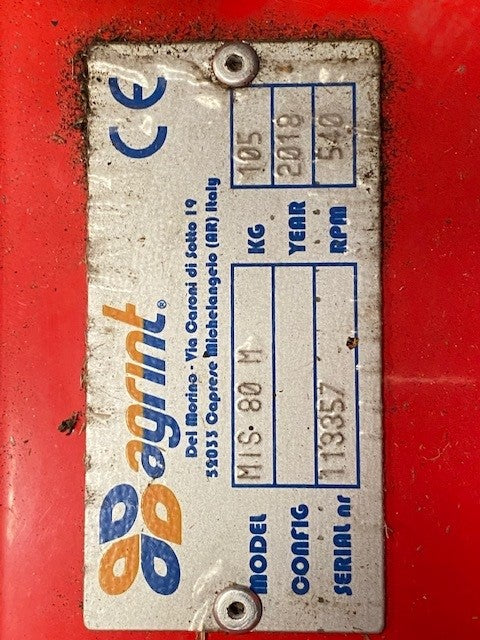 agrint®
CE
Del Morino - Via Caroni di Sotto 19
52033 Caprese Michelangelo (AR) Italy
MODEL MIS 80 M KG 105
CONFIG YEAR 2018
SERIAL nr 113357 RPM 540